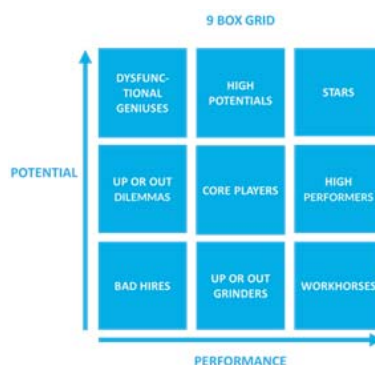 9 BOX GRID
DYSFUNC-
TIONAL
GENIUSES
HIGH
POTENTIALS
STARS
POTENTIAL
UP OR OUT
DILEMMAS
CORE PLAYERS
HIGH
PERFORMERS
BAD HIRES
UP OR OUT
GRINDERS
WORKHORSES
PERFORMANCE